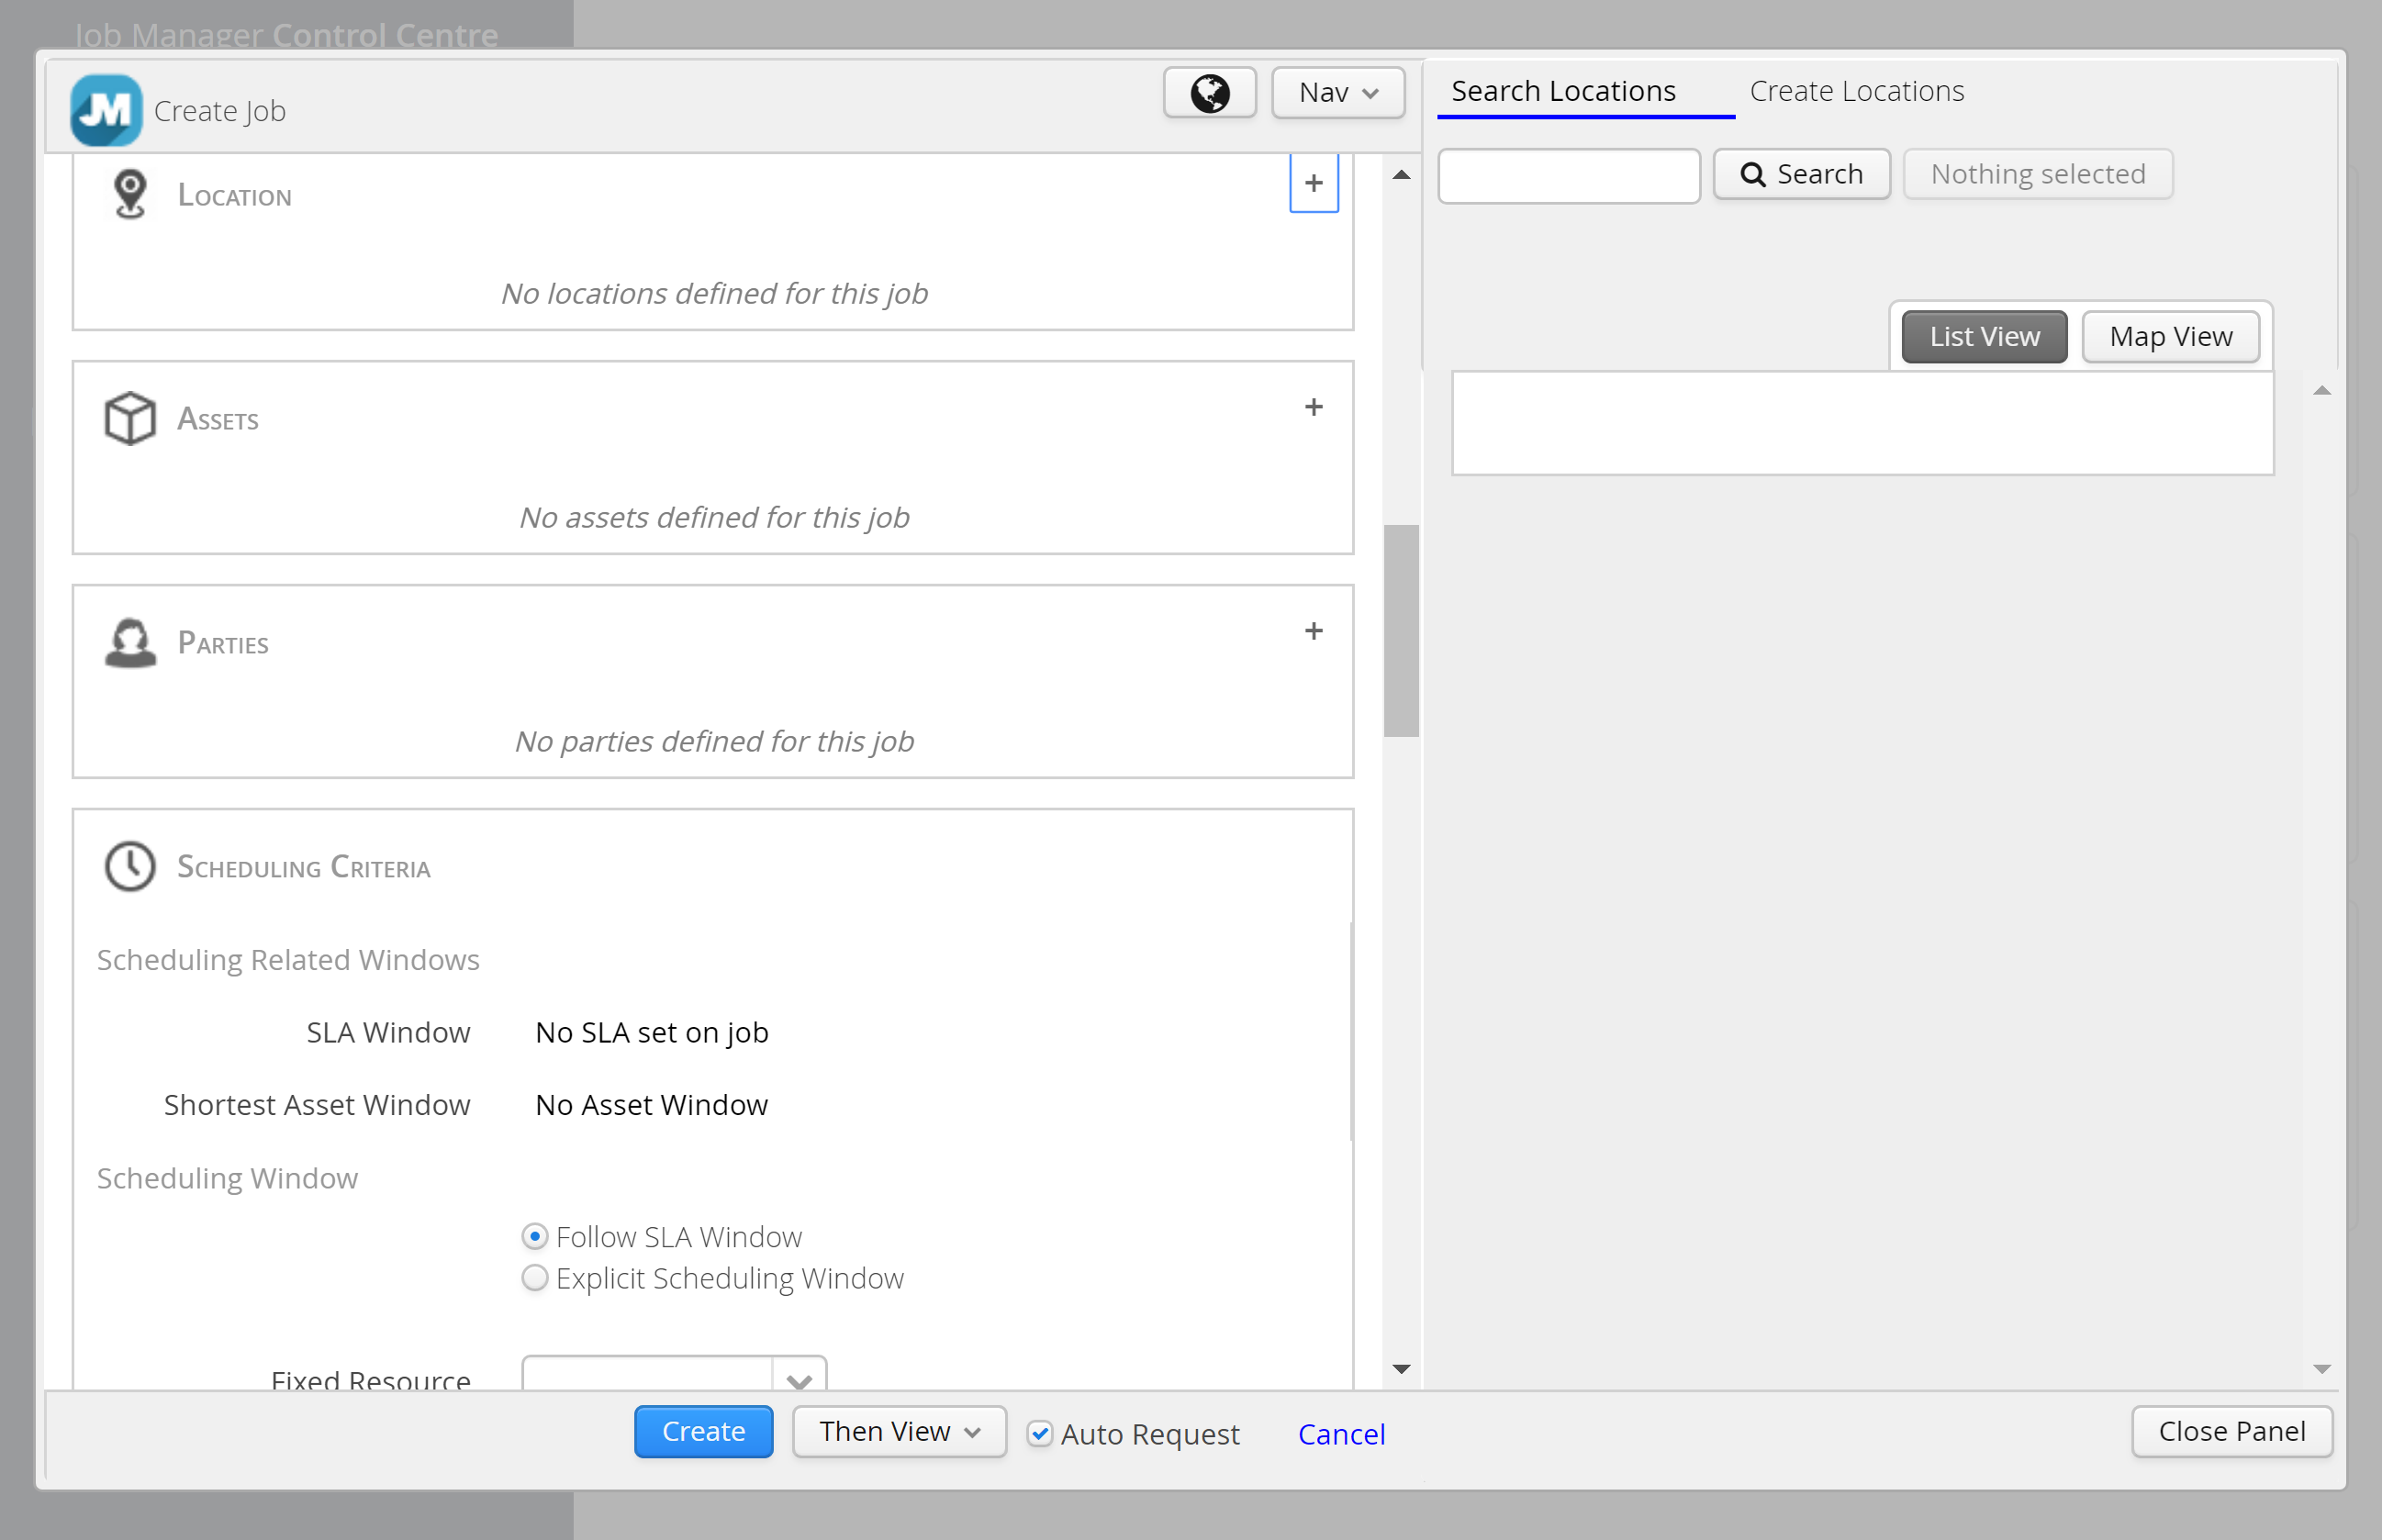 Job Manager Control Centre
JM
Create Job
Nav
Search Locations
Create Locations
Search
Nothing selected
List View
Map View
Location
+
No locations defined for this job
Assets
+
No assets defined for this job
Parties
+
No parties defined for this job
Scheduling Criteria
Scheduling Related Windows
SLA Window No SLA set on job
Shortest Asset Window No Asset Window
Scheduling Window
Follow SLA Window
Explicit Scheduling Window
Fixed Resource
Create
Then View
Auto Request
Cancel
Close Panel